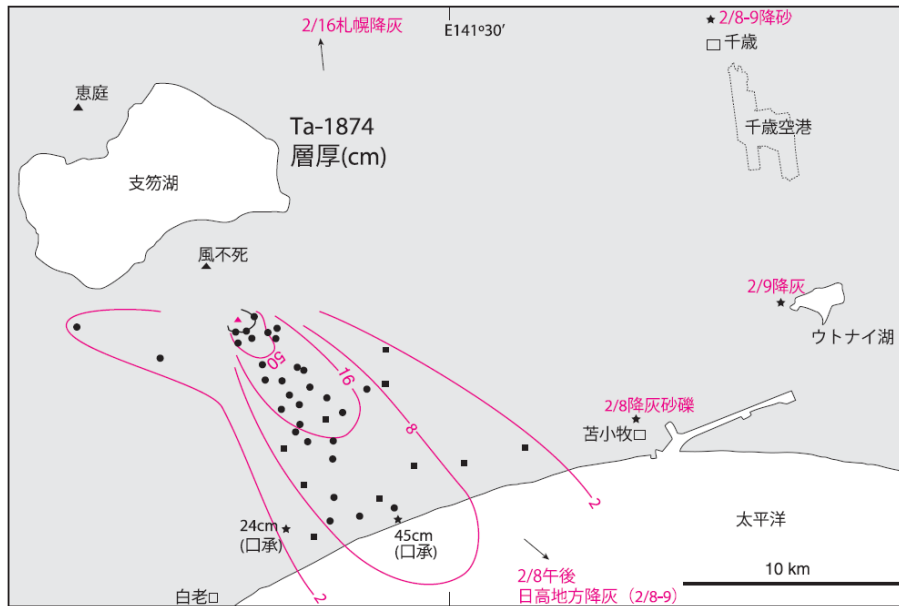 2/16札幌降灰
E141º30’
2/8-9降砂
千歳
恵庭
Ta-1874
層厚(cm)
千歳空港
支笏湖
風不死
2/9降灰
ウトナイ湖
50
16
8
2/8降灰砂礫
苫小牧
2
24cm
(口承)
45cm
(口承)
太平洋
2/8午後
日高地方降灰（2/8-9）
10 km
白老
2